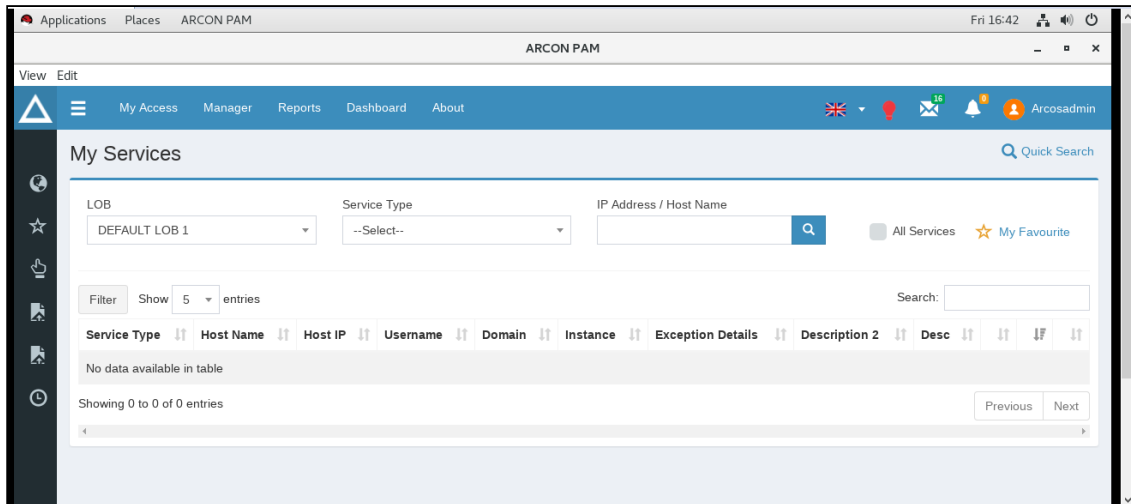 Applications Places ARCON PAM Fri 16:42
ARCON PAM
View Edit
My Access Manager Reports Dashboard About 16 0 Arcosadmin
My Services Quick Search
LOB Service Type IP Address / Host Name
DEFAULT LOB 1 --Select-- All Services My Favourite
Filter Show 5 entries Search:
Service Type Host Name Host IP Username Domain Instance Exception Details Description 2 Desc
No data available in table
Showing 0 to 0 of 0 entries Previous Next